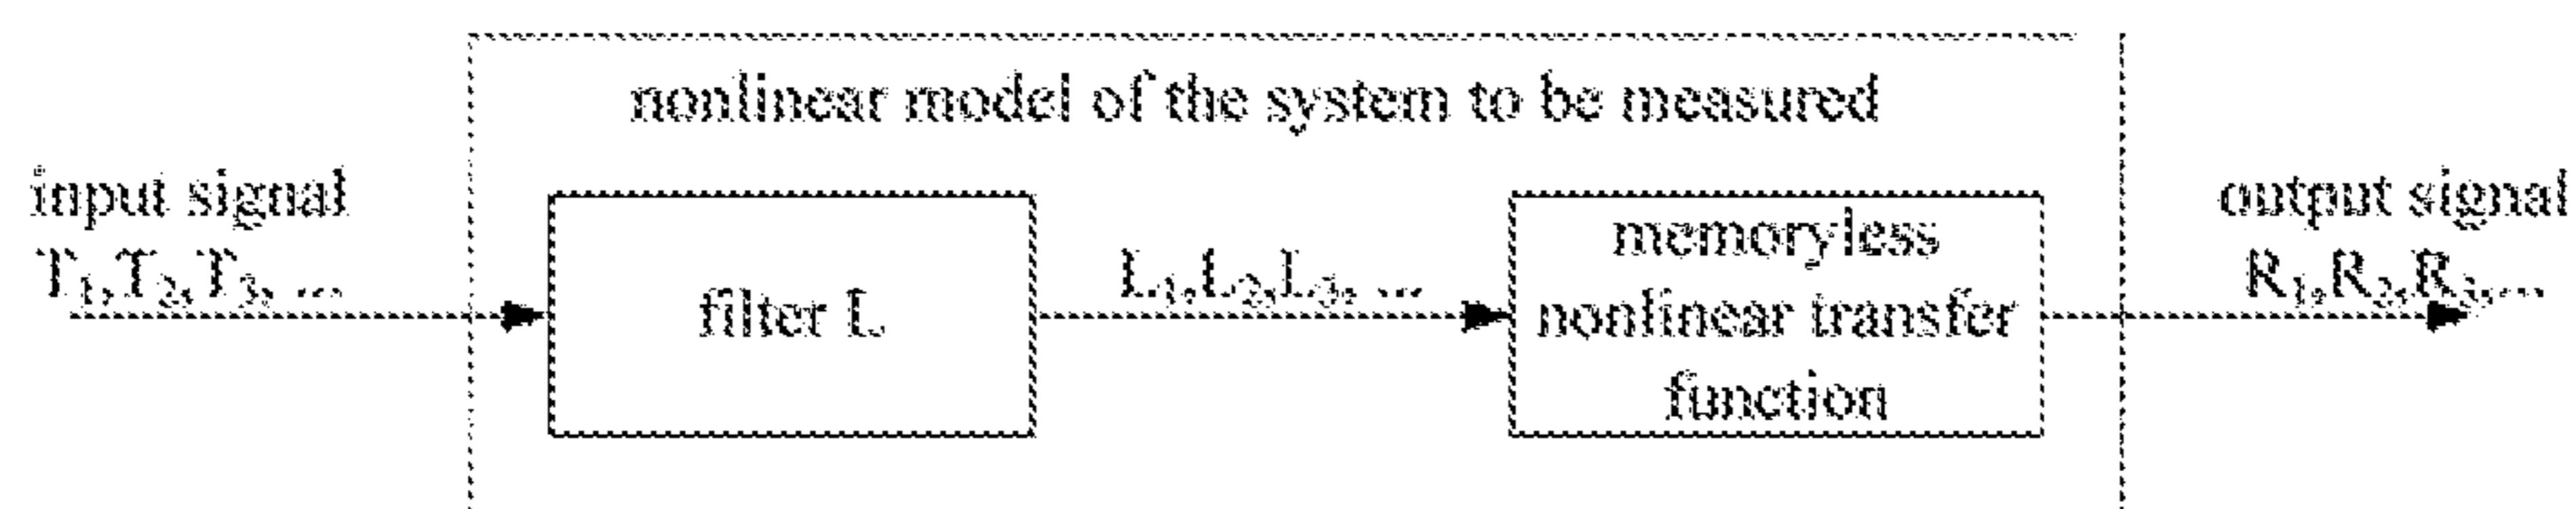 nonlinear model of the system to be measured
input signal
T₁,T₂,T₃, ...
filter L
L₁,L₂,L₃, ...
memoryless
nonlinear transfer
function
output signal
R₁,R₂,R₃,...